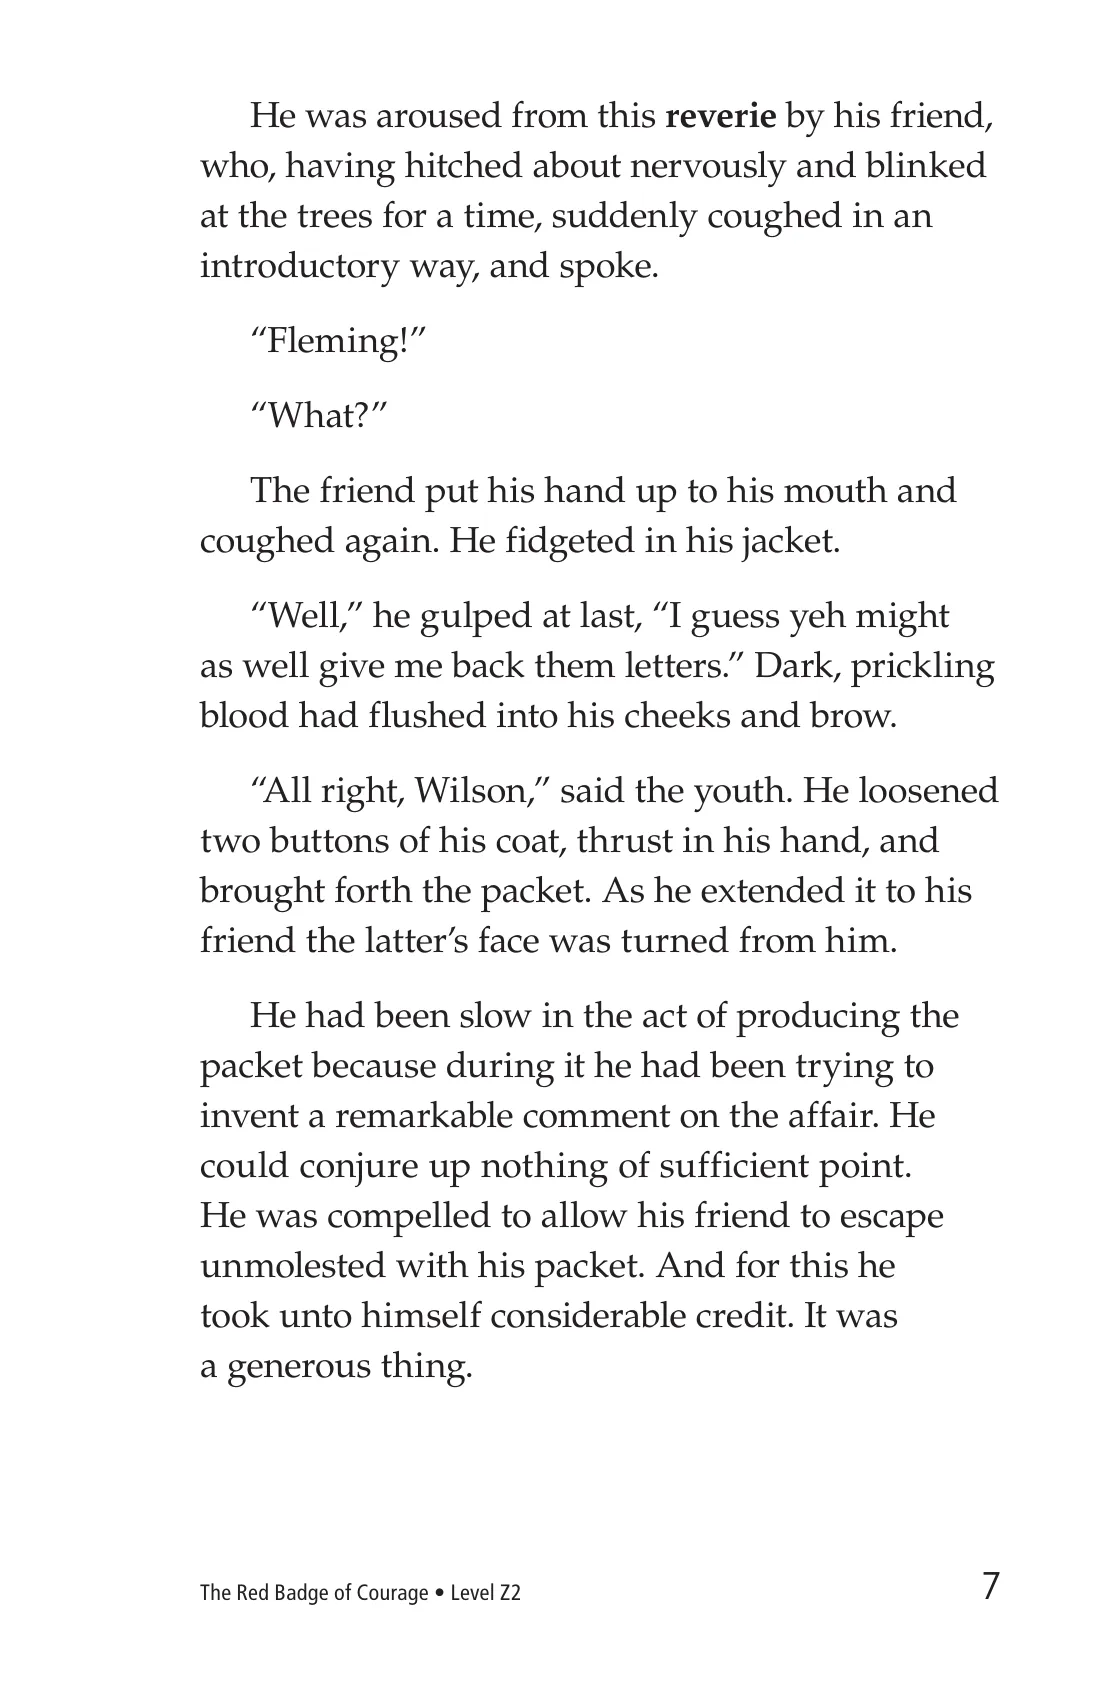 He was aroused from this reverie by his friend,
who, having hitched about nervously and blinked
at the trees for a time, suddenly coughed in an
introductory way, and spoke.
“Fleming!”
“What?”
The friend put his hand up to his mouth and
coughed again. He fidgeted in his jacket.
“Well,” he gulped at last, “I guess yeh might
as well give me back them letters.” Dark, prickling
blood had flushed into his cheeks and brow.
“All right, Wilson,” said the youth. He loosened
two buttons of his coat, thrust in his hand, and
brought forth the packet. As he extended it to his
friend the latter’s face was turned from him.
He had been slow in the act of producing the
packet because during it he had been trying to
invent a remarkable comment on the affair. He
could conjure up nothing of sufficient point.
He was compelled to allow his friend to escape
unmolested with his packet. And for this he
took unto himself considerable credit. It was
a generous thing.
The Red Badge of Courage • Level Z2
7